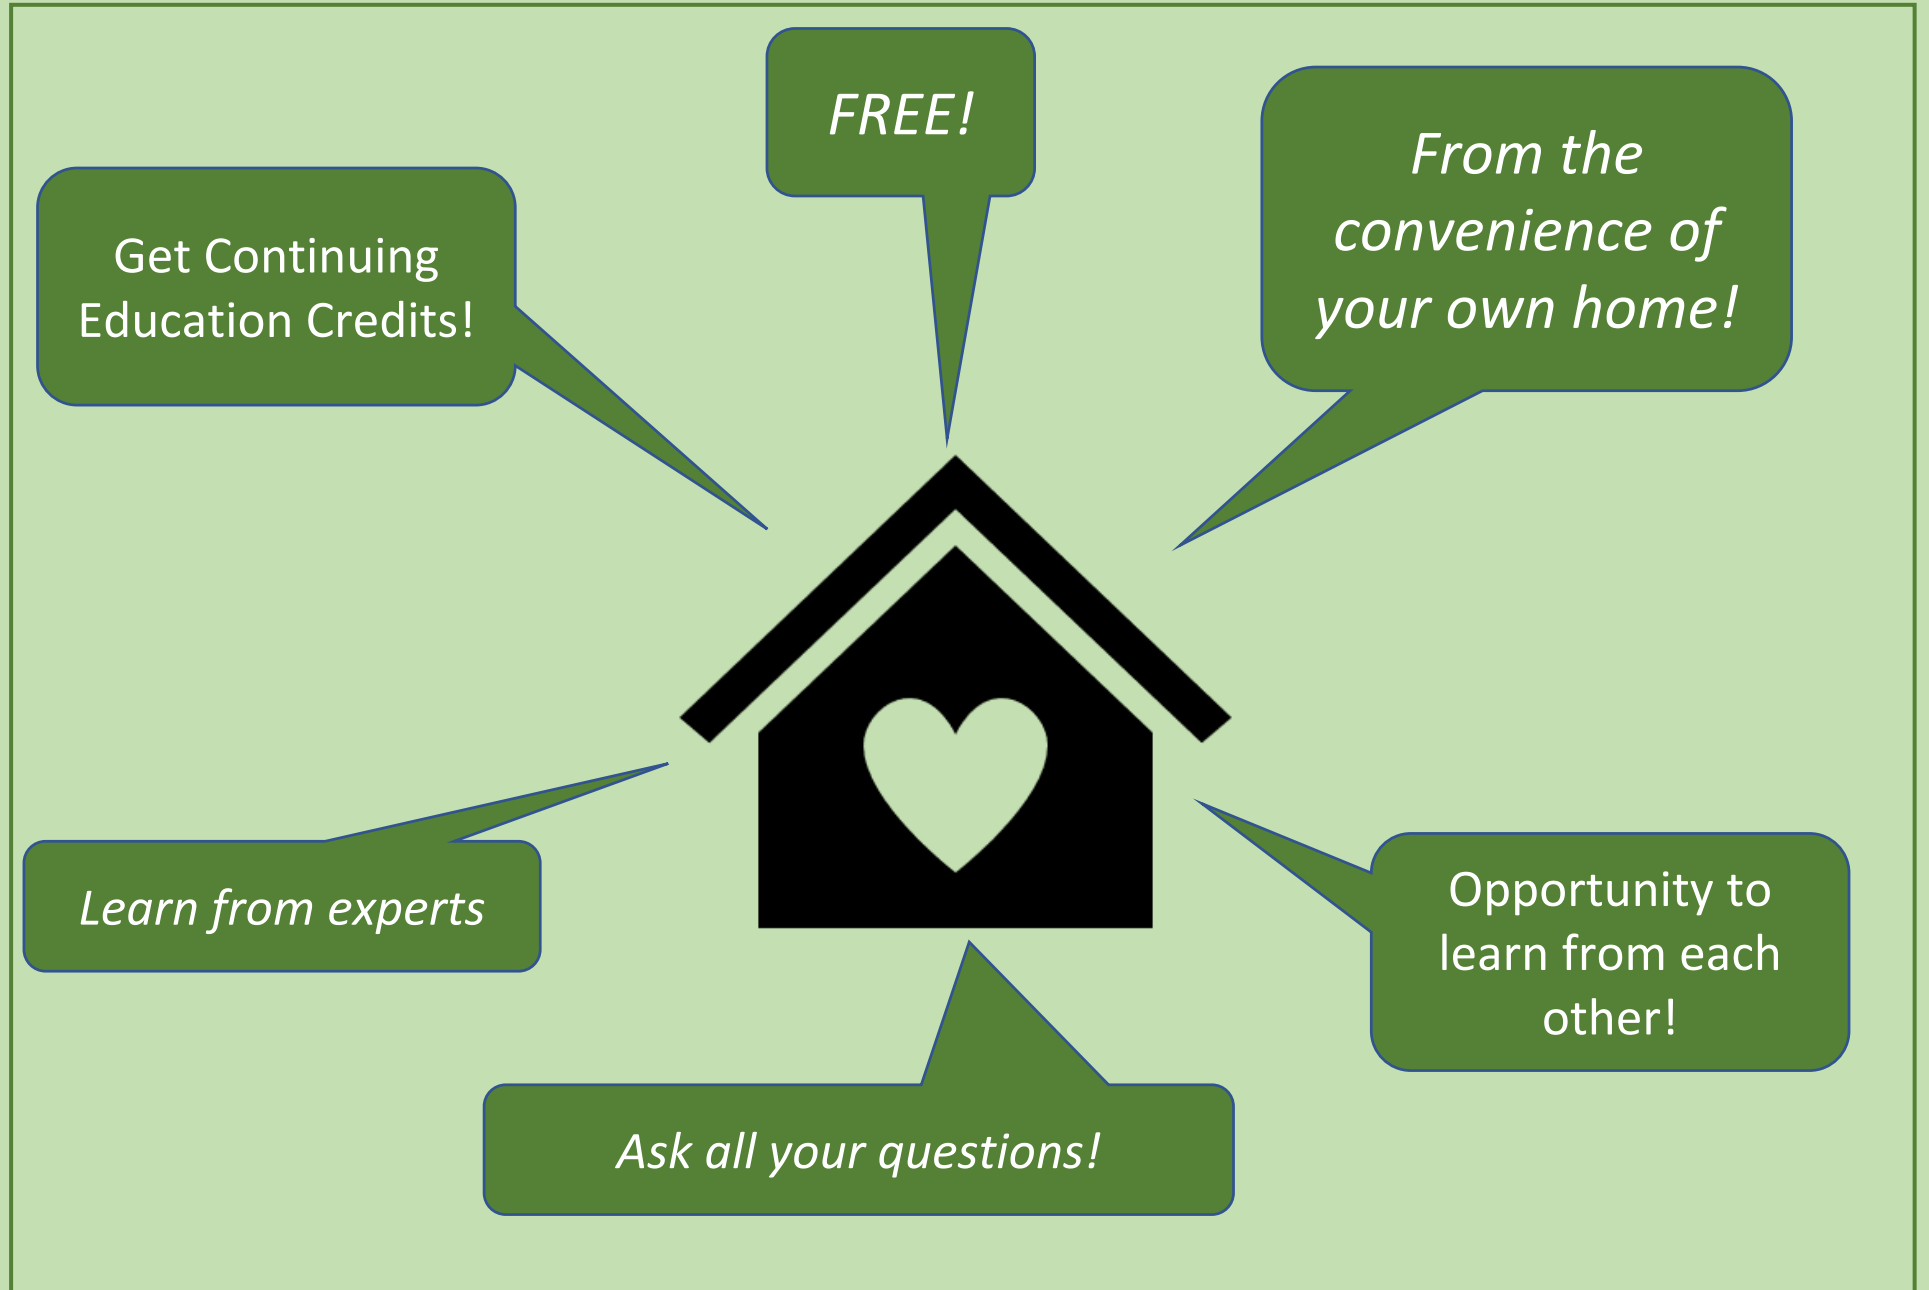 FREE!
From the
convenience of
your own home!
Get Continuing
Education Credits!
Learn from experts
Opportunity to
learn from each
other!
Ask all your questions!